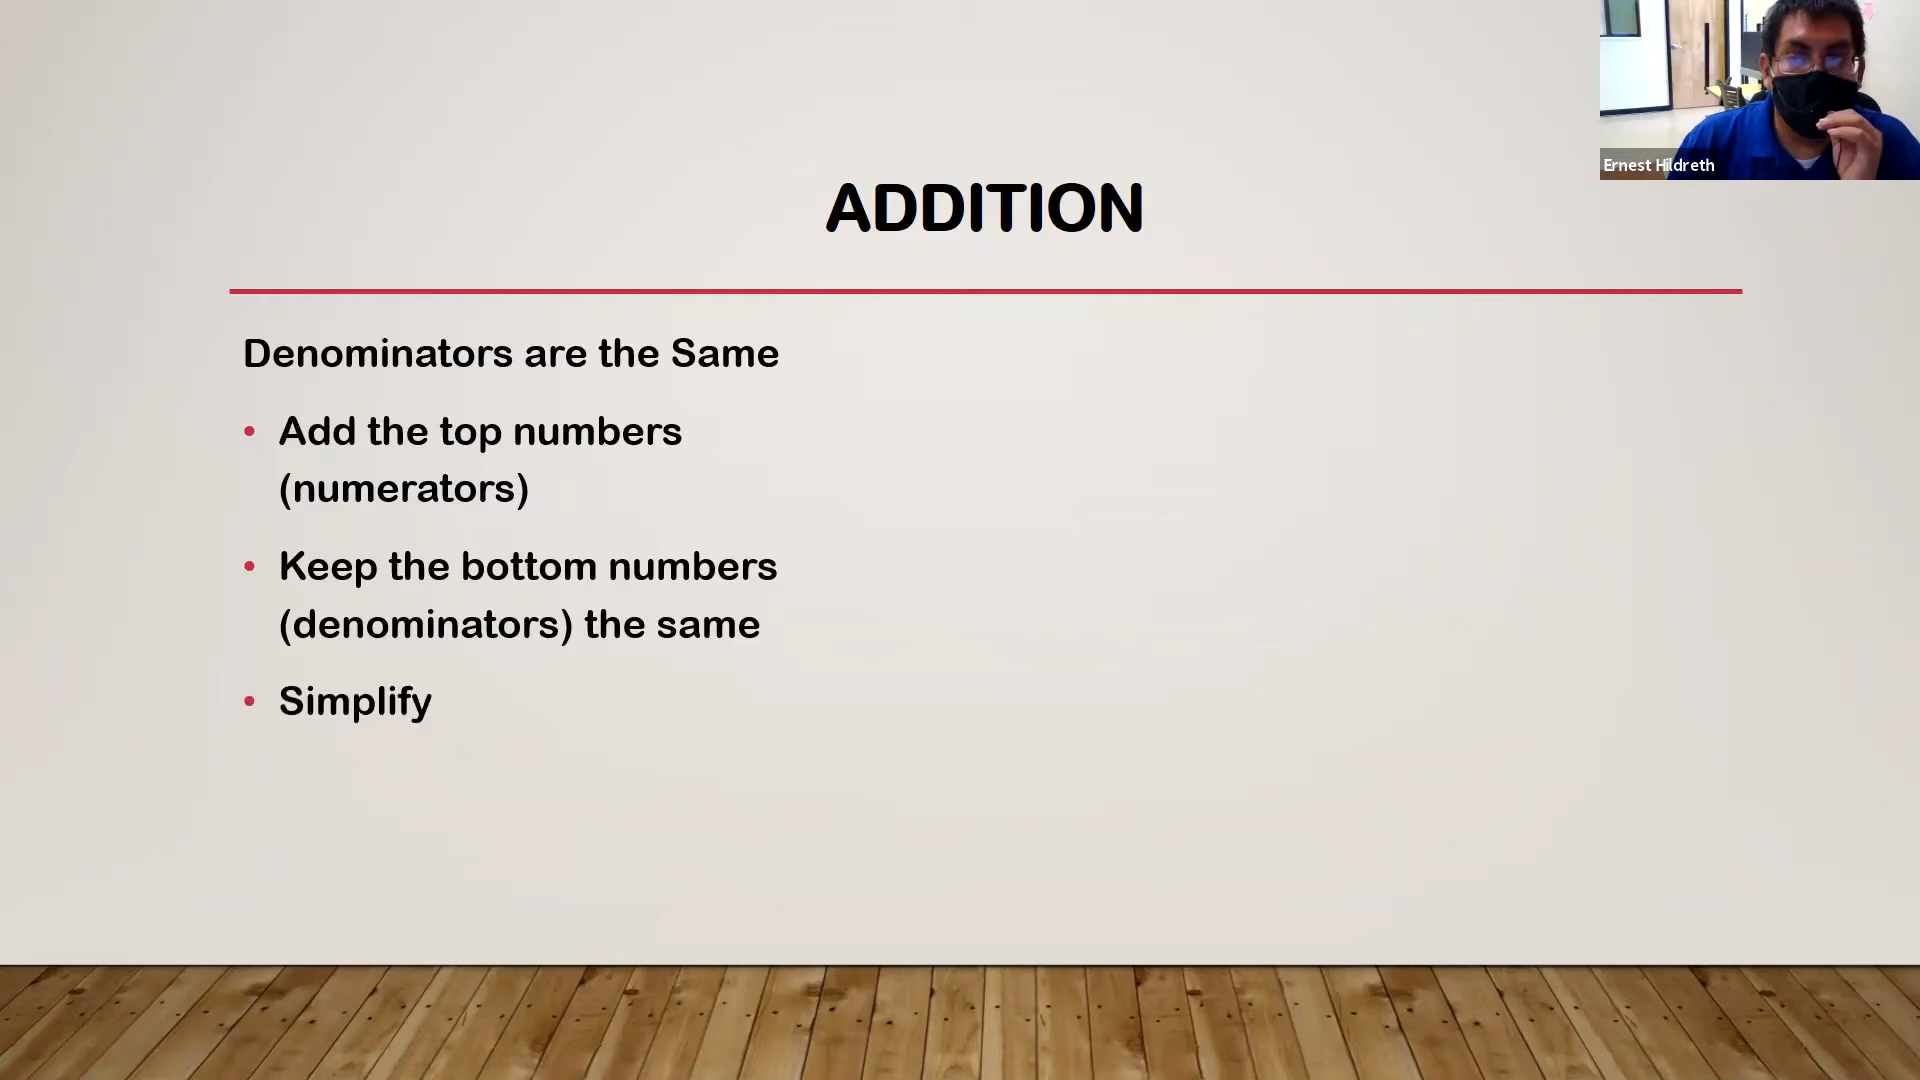 Ernest Hildreth
ADDITION
Denominators are the Same
• Add the top numbers
(numerators)
• Keep the bottom numbers
(denominators) the same
• Simplify